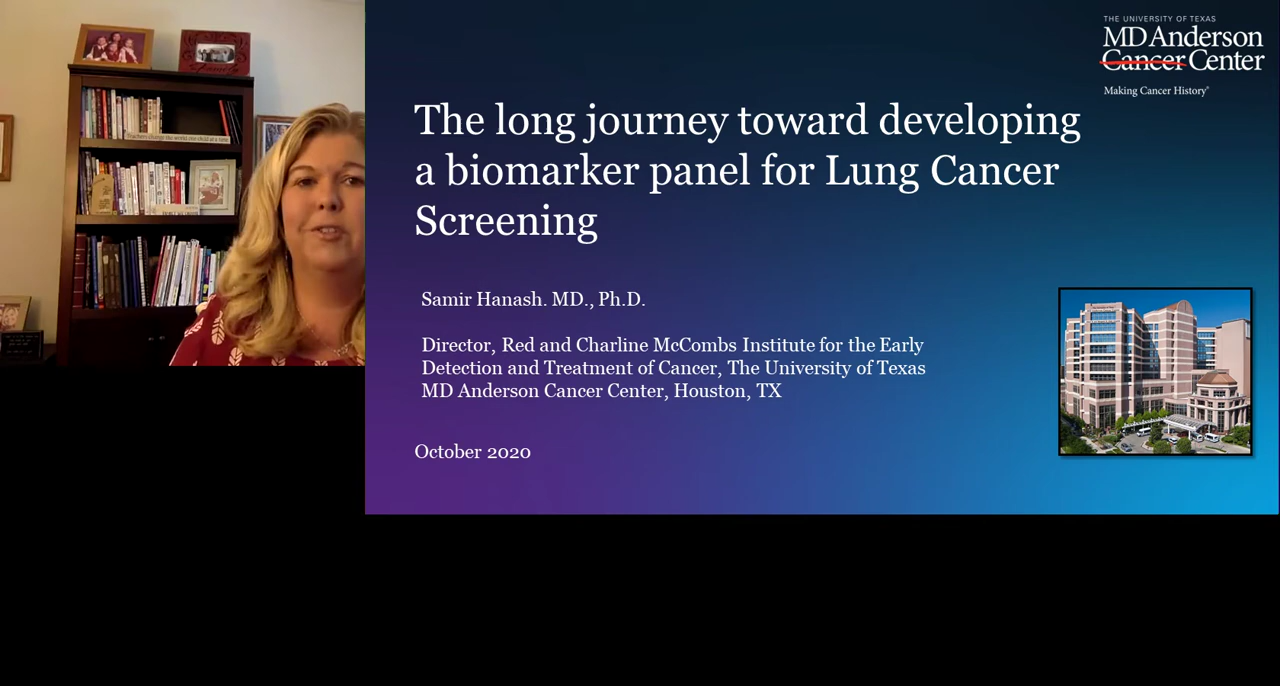 THE UNIVERSITY OF TEXAS
MD Anderson
Cancer Center
Making Cancer History®
The long journey toward developing
a biomarker panel for Lung Cancer
Screening
Samir Hanash. MD., Ph.D.
Director, Red and Charline McCombs Institute for the Early
Detection and Treatment of Cancer, The University of Texas
MD Anderson Cancer Center, Houston, TX
October 2020